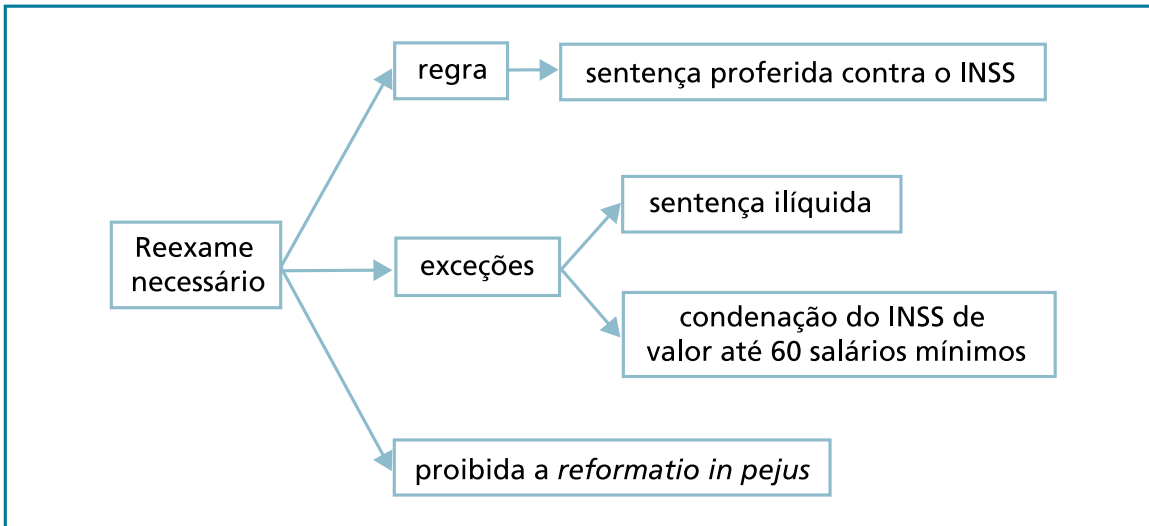 regra
sentença proferida contra o INSS
sentença ilíquida
Reexame
necessário
exceções
condenação do INSS de
valor até 60 salários mínimos
proibida a reformatio in pejus